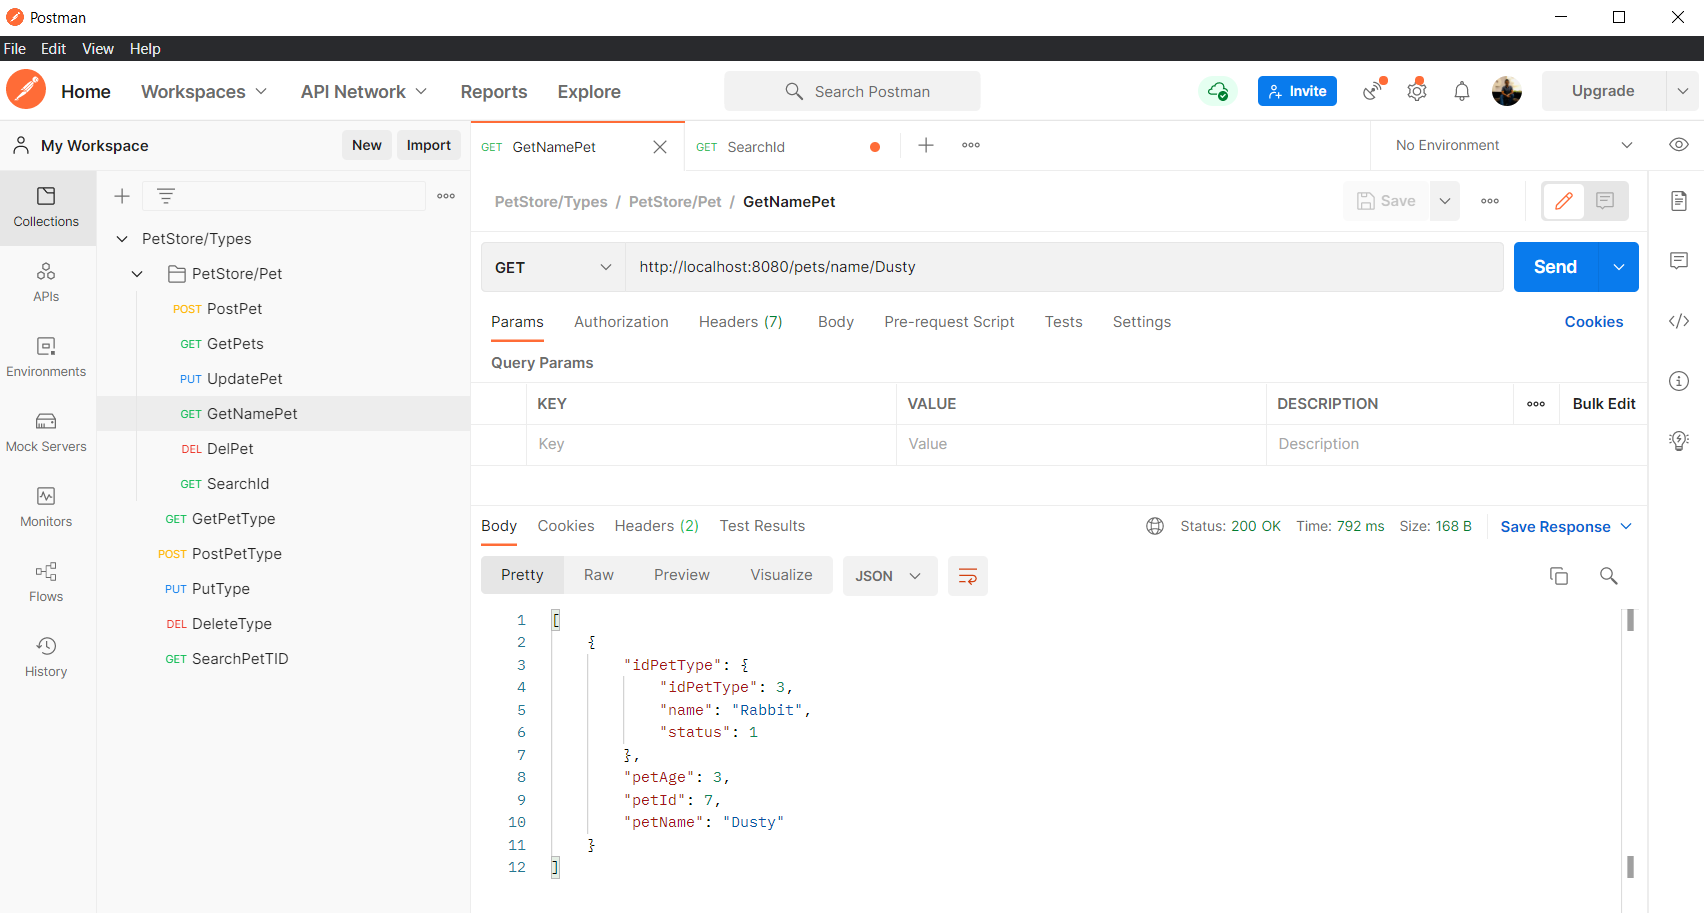 Postman
File Edit View Help
Home Workspaces API Network Reports Explore Search Postman Invite Upgrade
My Workspace New Import
GET GetNamePet GET SearchId No Environment
Collections
APIs
Environments
Mock Servers
Monitors
Flows
History
PetStore/Types
PetStore/Pet
POST PostPet
GET GetPets
PUT UpdatePet
GET GetNamePet
DEL DelPet
GET SearchId
GET GetPetType
POST PostPetType
PUT PutType
DEL DeleteType
GET SearchPetTID
PetStore/Types / PetStore/Pet / GetNamePet Save
GET http://localhost:8080/pets/name/Dusty Send
Params Authorization Headers (7) Body Pre-request Script Tests Settings Cookies
Query Params
KEY VALUE DESCRIPTION Bulk Edit
Key Value Description
Body Cookies Headers (2) Test Results Status: 200 OK Time: 792 ms Size: 168 B Save Response
Pretty Raw Preview Visualize JSON
1 [
2 {
3 "idPetType": {
4 "idPetType": 3,
5 "name": "Rabbit",
6 "status": 1
7 },
8 "petAge": 3,
9 "petId": 7,
10 "petName": "Dusty"
11 }
12 ]